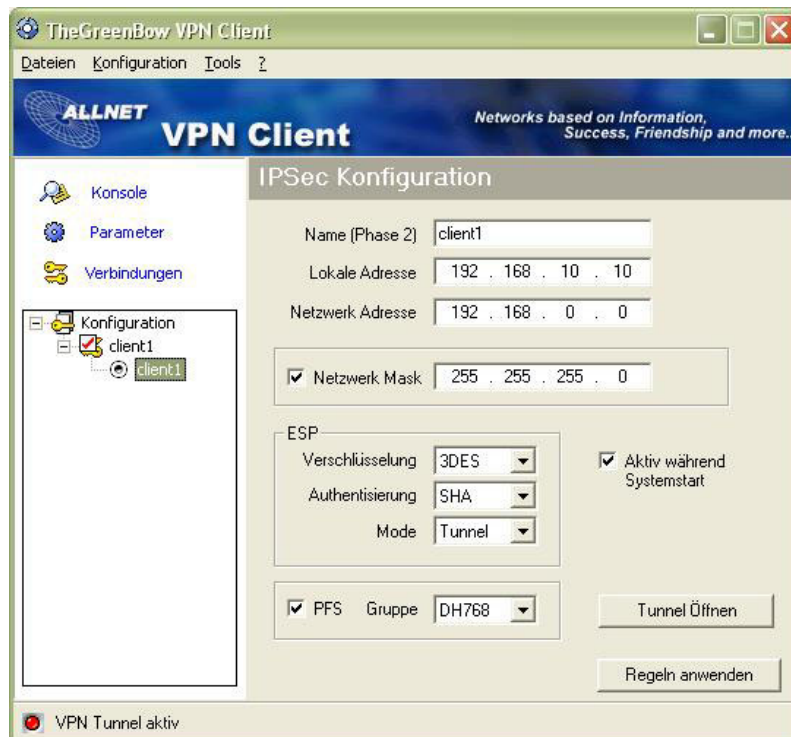 TheGreenBow VPN Client
Dateien Konfiguration Tools ?
ALLNET
VPN Client
Networks based on Information,
Success, Friendship and more..
Konsole
Parameter
Verbindungen
Konfiguration
client1
client1
IPSec Konfiguration
Name (Phase 2) client1
Lokale Adresse 192 . 168 . 10 . 10
Netzwerk Adresse 192 . 168 . 0 . 0
Netzwerk Mask 255 . 255 . 255 . 0
ESP
Verschlüsselung 3DES
Authentisierung SHA
Mode Tunnel
Aktiv während
Systemstart
PFS Gruppe DH768
Tunnel Öffnen
Regeln anwenden
VPN Tunnel aktiv